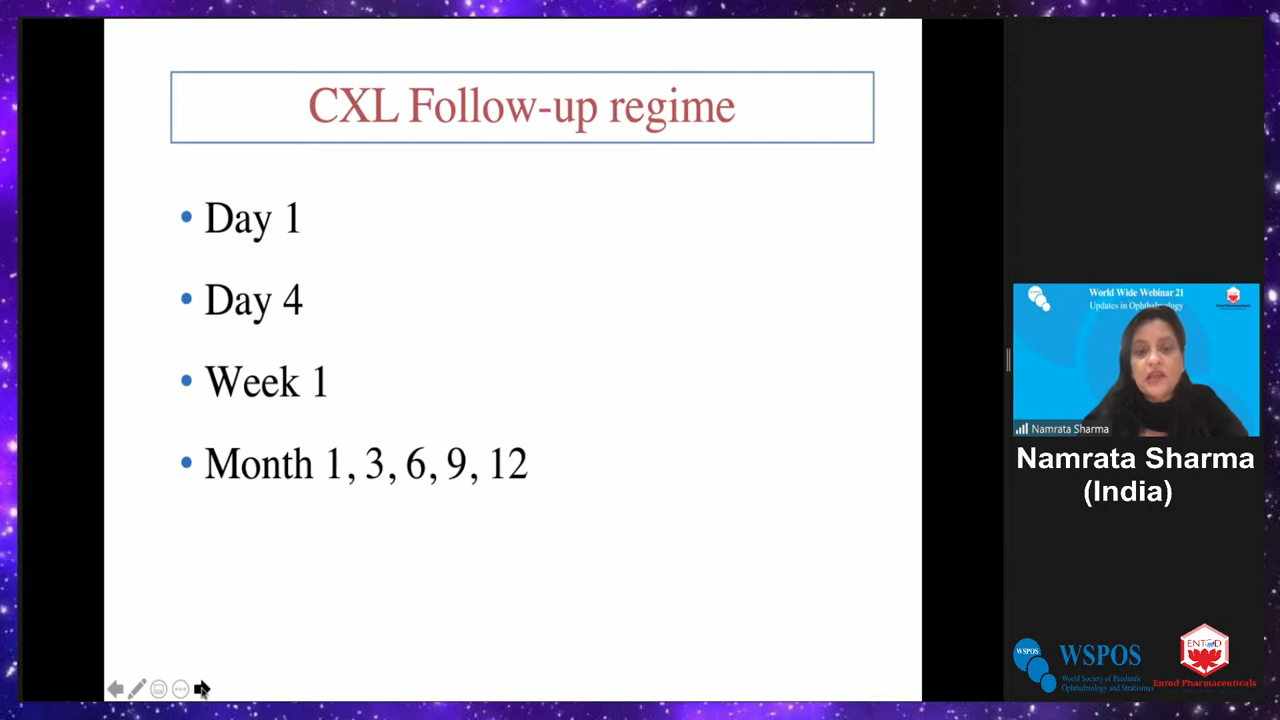 CXL Follow-up regime
• Day 1
• Day 4
• Week 1
• Month 1, 3, 6, 9, 12
World Wide Webinar 21
Updates in Ophthalmology
Namrata Sharma
Namrata Sharma
(India)
WSPOS
WSPOS
World Society of Paediatric
Ophthalmology and Strabismus
ENTOD
Entod Pharmaceuticals